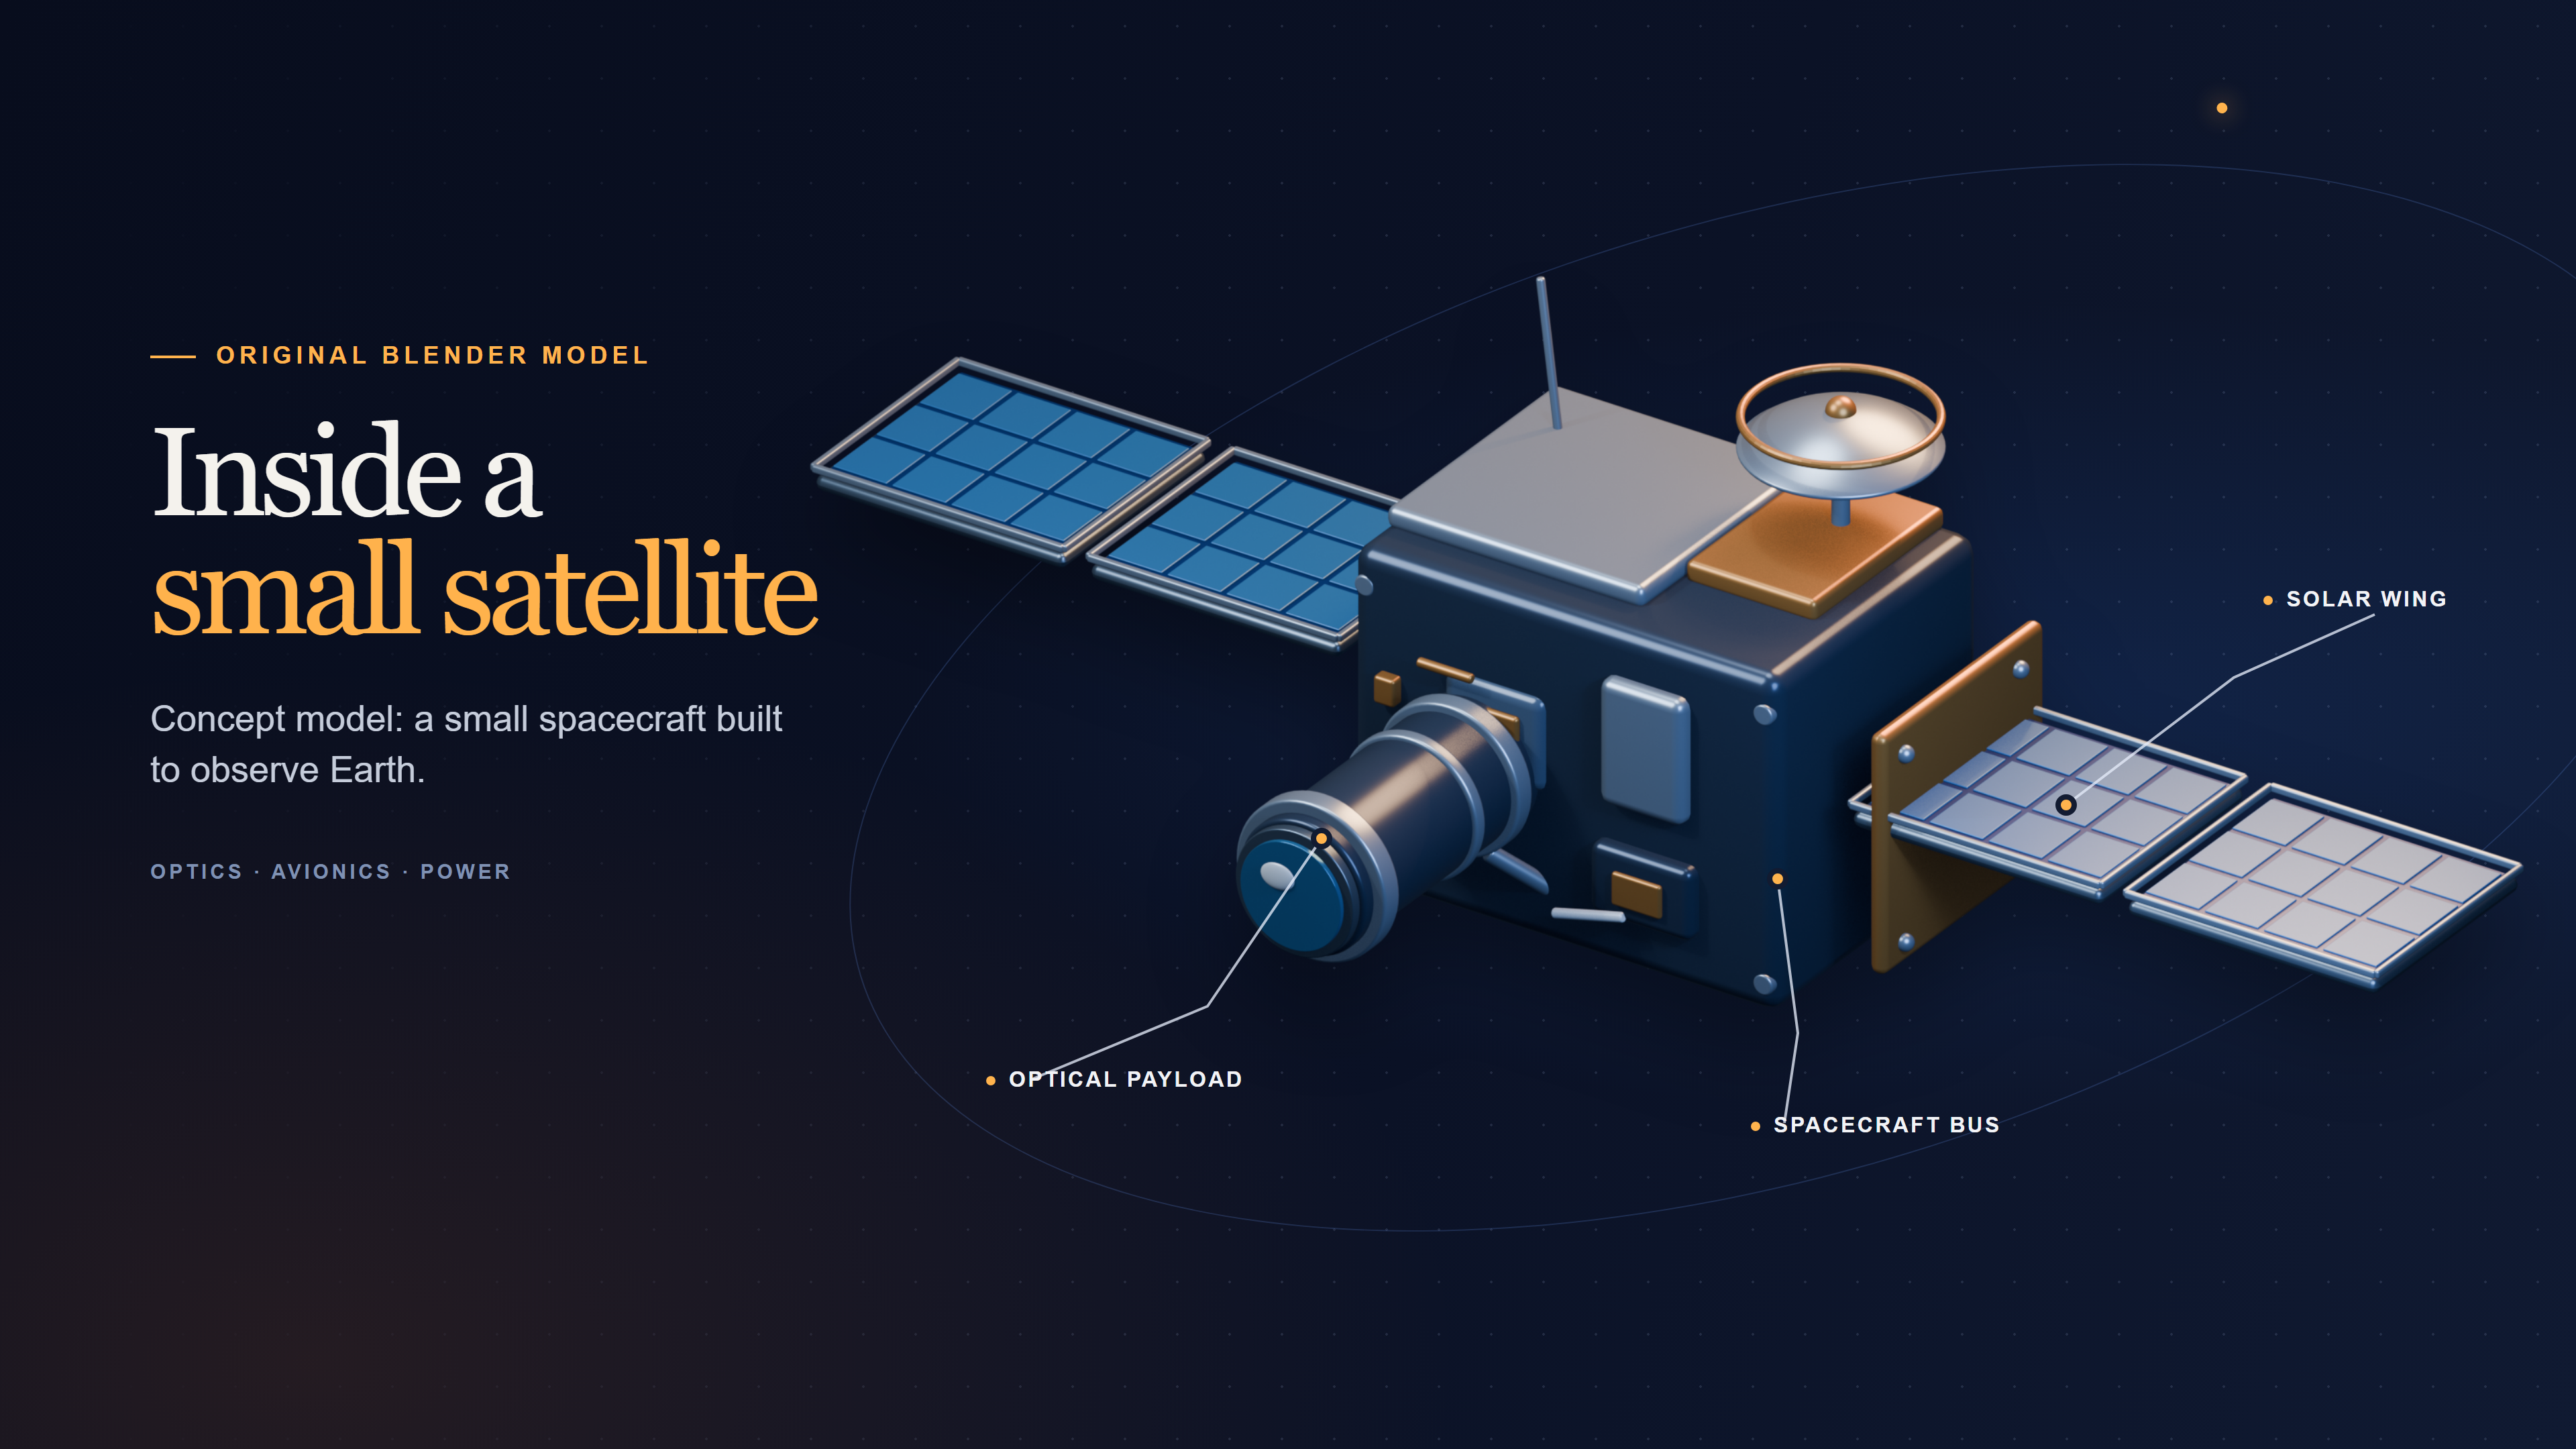 ORIGINAL BLENDER MODEL
Inside a
small satellite
Concept model: a small spacecraft built
to observe Earth.
OPTICS · AVIONICS · POWER
SOLAR WING
OPTICAL PAYLOAD
SPACECRAFT BUS